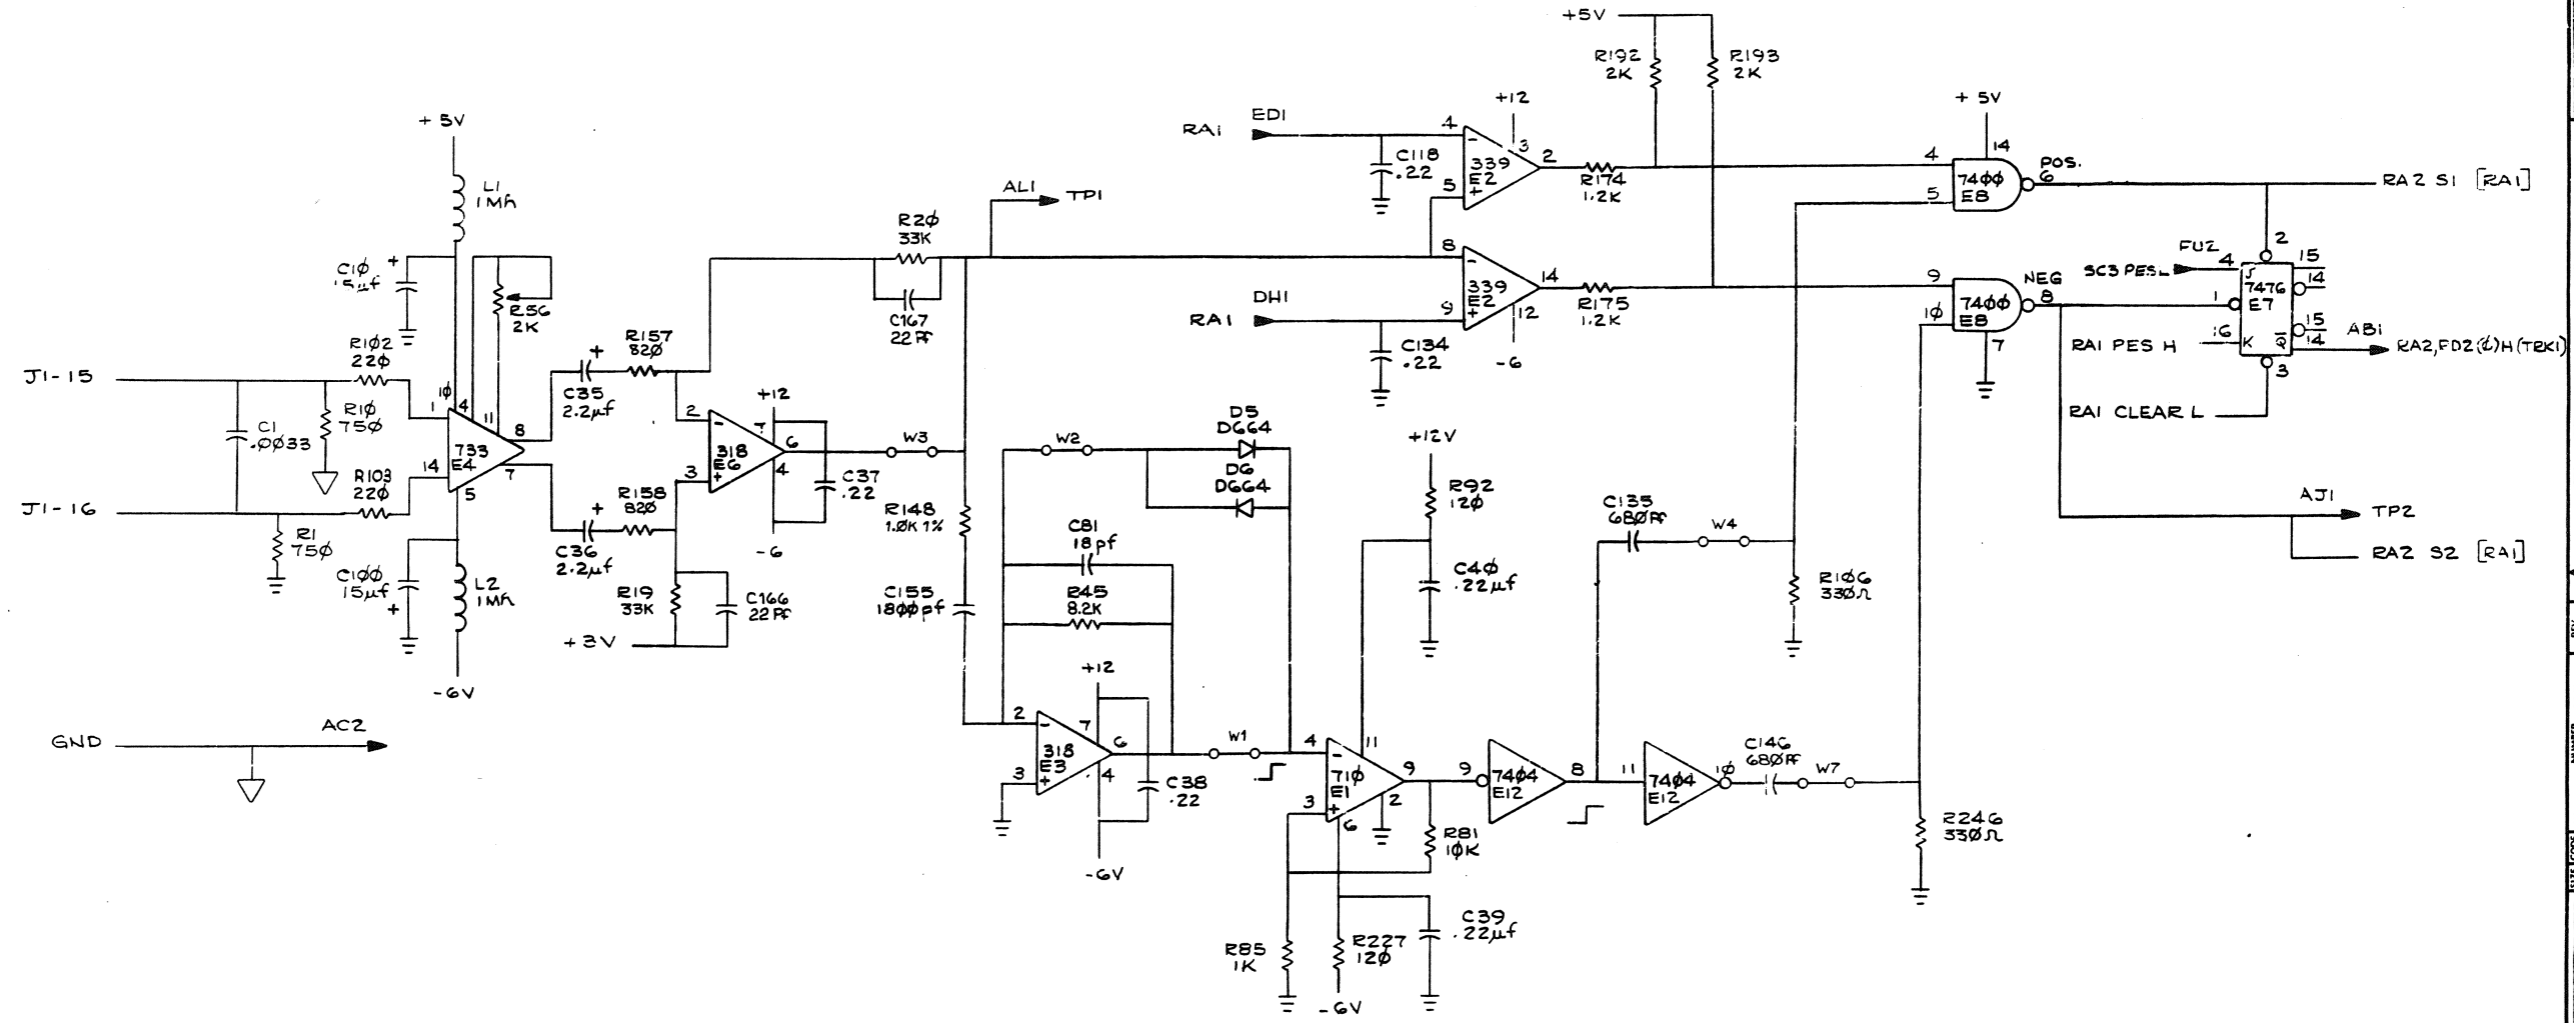 +5V
R192
2K
R193
2K
+12
+5V
RA1
ED1
4
-
3
339
E2
2
5
+
C118
.22
R174
1.2K
4
14
7400
E8
5
POS.
6
RA2 S1 [RA1]
+5V
L1
1Mh
AL1
TP1
R20
33K
C167
22Pf
8
-
339
E2
14
9
+
12
-6
DH1
RA1
C134
.22
R175
1.2K
9
7400
E8
10
7
NEG
8
FU2
SC3 PESL
4
J
2
15
14
7476
E7
1
16
K
Q
15
14
3
AB1
RA2,FD2(0)H(TRK1)
RA1 PES H
RA1 CLEAR L
C10
15µf
+
R56
2K
R102
220
J1-15
C1
.0033
R10
750
R103
220
J1-16
R1
750
10
4
11
1
733
E4
8
14
7
5
C100
15µf
+
L2
1Mh
-6V
+
C35
2.2µf
R157
820
+
C36
2.2µf
R158
820
+12
2
-
7
318
E6
6
3
+
4
-6
C37
.22
W3
R19
33K
C166
22Pf
+3V
R148
1.0K 1%
C155
1800pf
W2
D5
D664
D6
D664
C81
18pf
R45
8.2K
+12V
R92
120
C40
.22µf
C135
680Pf
W4
R106
330Ω
AJ1
TP2
RA2 S2 [RA1]
GND
AC2
+12
2
-
7
318
E3
6
3
+
4
-6V
C38
.22
W1
4
-
11
710
E1
9
3
+
2
6
R81
10K
9
7404
E12
8
11
7404
E12
10
C146
680Pf
W7
R246
330Ω
R85
1K
R227
120
C39
.22µf
-6V